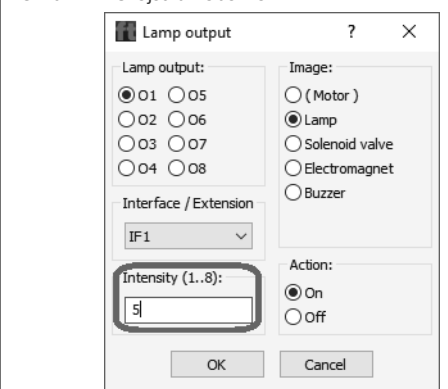 Lamp output ? ×
Lamp output:
O1 O5
O2 O6
O3 O7
O4 O8
Interface / Extension
IF1
Intensity (1..8):
5
Image:
( Motor )
Lamp
Solenoid valve
Electromagnet
Buzzer
Action:
On
Off
OK Cancel